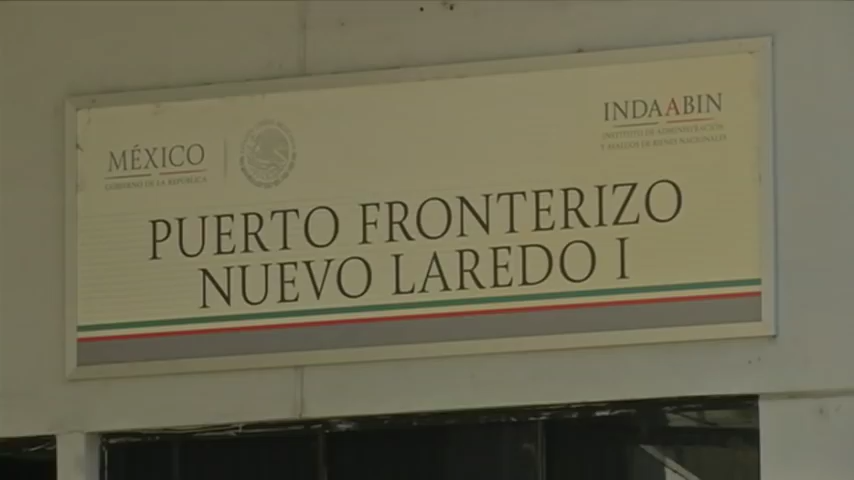 MÉXICO
GOBIERNO DE LA REPÚBLICA
INDAABIN
INSTITUTO DE ADMINISTRACIÓN
Y AVALÚOS DE BIENES NACIONALES
PUERTO FRONTERIZO
NUEVO LAREDO I